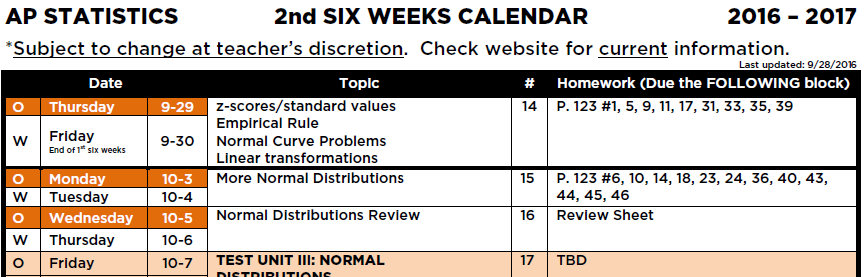 AP STATISTICS 2nd SIX WEEKS CALENDAR 2016 – 2017
*Subject to change at teacher's discretion. Check website for current information.
Last updated: 9/28/2016
Date Topic # Homework (Due the FOLLOWING block)
O Thursday 9-29 z-scores/standard values 14 P. 123 #1, 5, 9, 11, 17, 31, 33, 35, 39
Empirical Rule
W Friday 9-30 Normal Curve Problems
End of 1st six weeks
Linear transformations
O Monday 10-3 More Normal Distributions 15 P. 123 #6, 10, 14, 18, 23, 24, 36, 40, 43,
W Tuesday 10-4 44, 45, 46
O Wednesday 10-5 Normal Distributions Review 16 Review Sheet
W Thursday 10-6
O Friday 10-7 TEST UNIT III: NORMAL 17 TBD
DISTRIBUTIONS